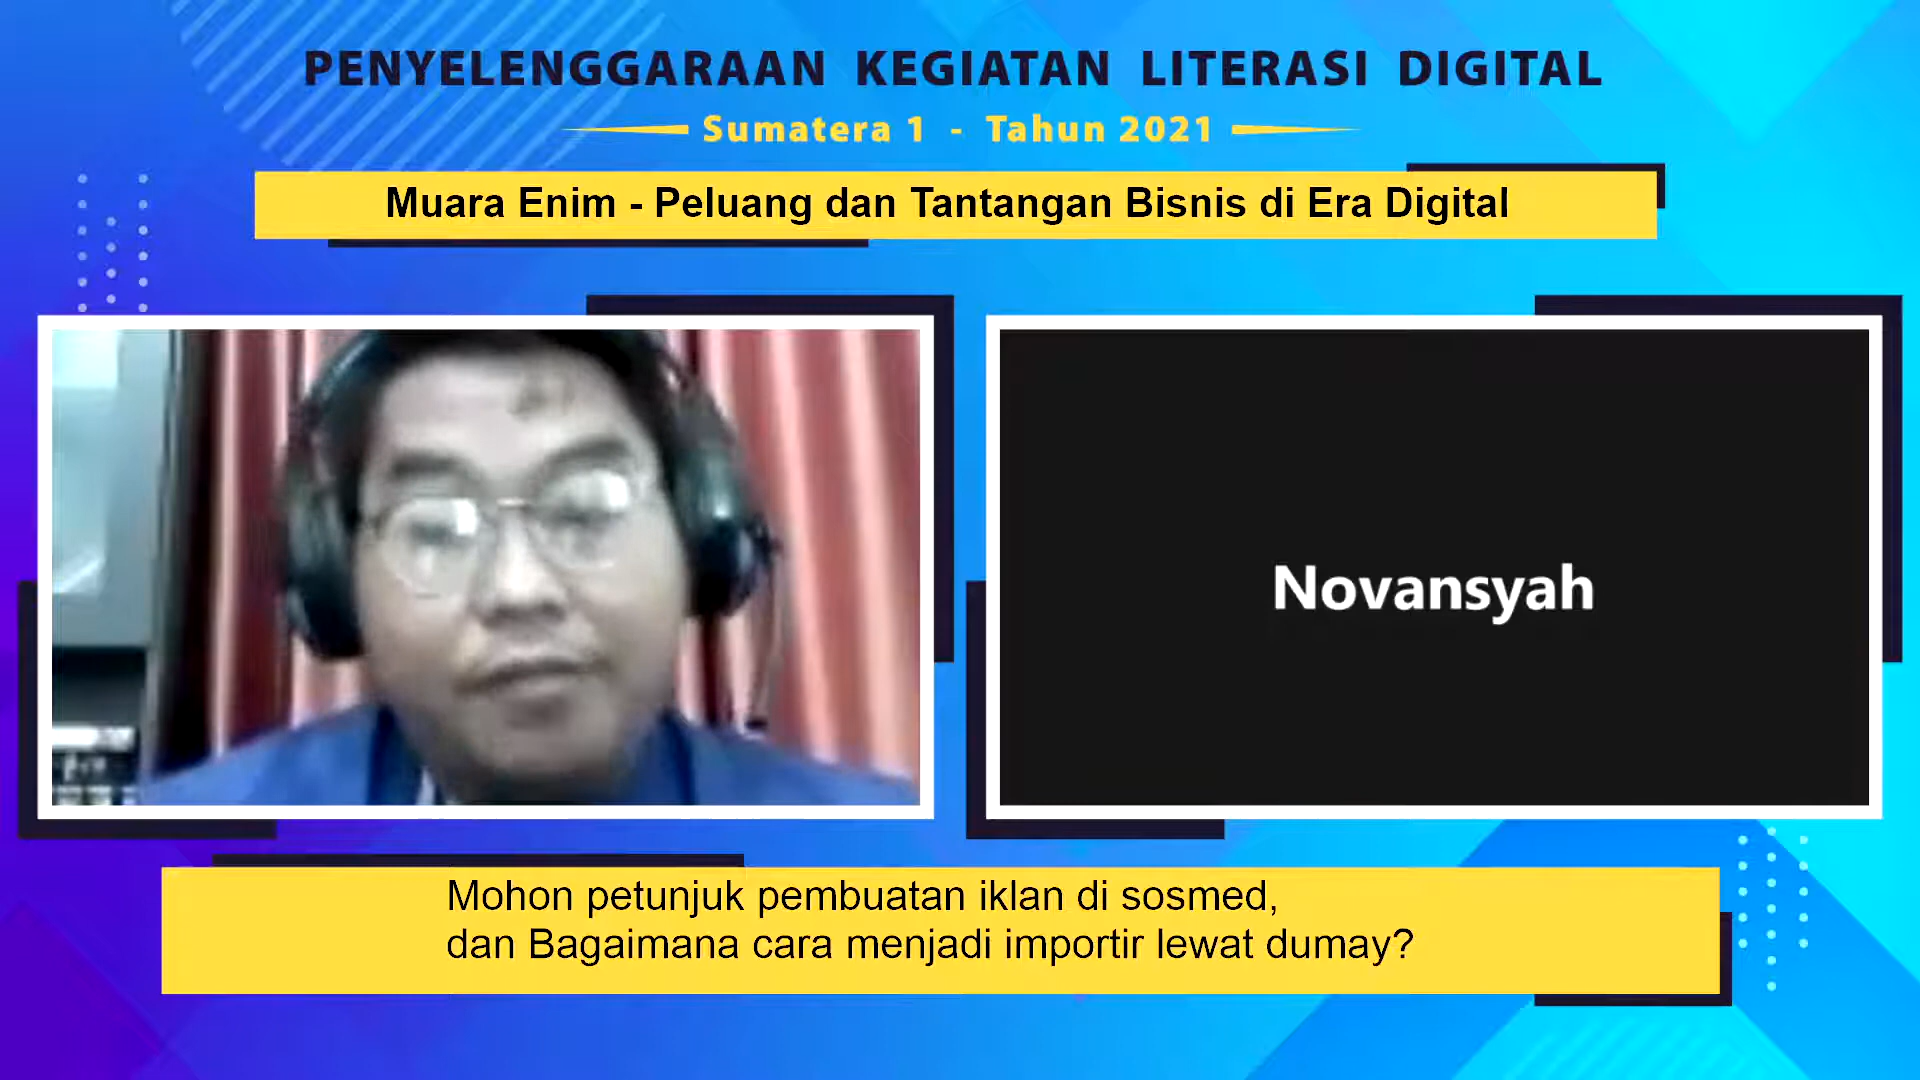 PENYELENGGARAAN KEGIATAN LITERASI DIGITAL
Sumatera 1 - Tahun 2021
Muara Enim - Peluang dan Tantangan Bisnis di Era Digital
Novansyah
Mohon petunjuk pembuatan iklan di sosmed,
dan Bagaimana cara menjadi importir lewat dumay?